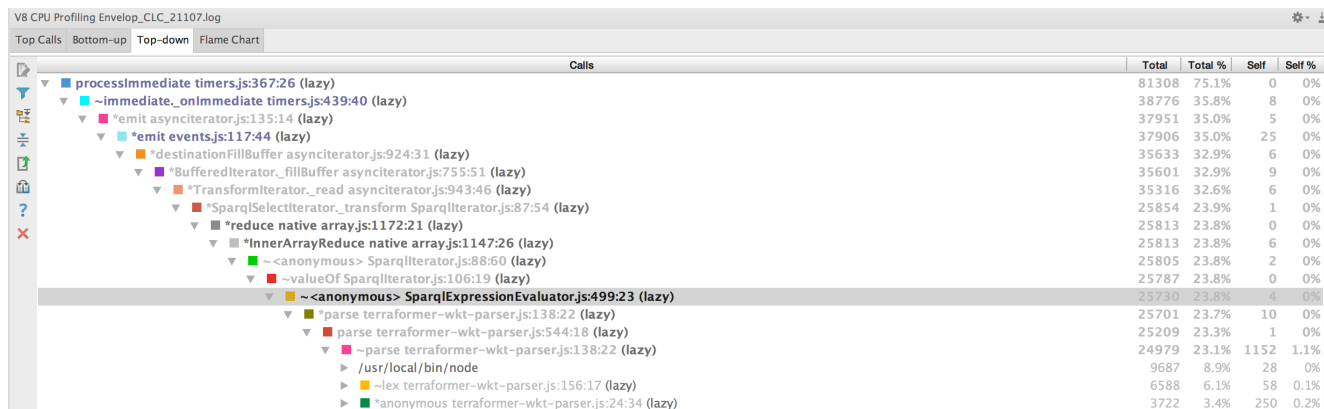 V8 CPU Profiling Envelop_CLC_21107.log
Top Calls Bottom-up Top-down Flame Chart
Calls Total Total % Self Self %
processImmediate timers.js:367:26 (lazy) 81308 75.1% 0 0%
~immediate._onImmediate timers.js:439:40 (lazy) 38776 35.8% 8 0%
*emit asynciterator.js:135:14 (lazy) 37951 35.0% 5 0%
*emit events.js:117:44 (lazy) 37906 35.0% 25 0%
*destinationFillBuffer asynciterator.js:924:31 (lazy) 35633 32.9% 6 0%
*BufferedIterator._fillBuffer asynciterator.js:755:51 (lazy) 35601 32.9% 9 0%
*TransformIterator._read asynciterator.js:943:46 (lazy) 35316 32.6% 6 0%
*SparqlSelectIterator._transform SparqlIterator.js:87:54 (lazy) 25854 23.9% 1 0%
*reduce native array.js:1172:21 (lazy) 25813 23.8% 0 0%
*InnerArrayReduce native array.js:1147:26 (lazy) 25813 23.8% 6 0%
~<anonymous> SparqlIterator.js:88:60 (lazy) 25805 23.8% 2 0%
~valueOf SparqlIterator.js:106:19 (lazy) 25787 23.8% 0 0%
~<anonymous> SparqlExpressionEvaluator.js:499:23 (lazy) 25730 23.8% 4 0%
*parse terraformer-wkt-parser.js:138:22 (lazy) 25701 23.7% 10 0%
parse terraformer-wkt-parser.js:544:18 (lazy) 25209 23.3% 1 0%
~parse terraformer-wkt-parser.js:138:22 (lazy) 24979 23.1% 1152 1.1%
/usr/local/bin/node 9687 8.9% 28 0%
~lex terraformer-wkt-parser.js:156:17 (lazy) 6588 6.1% 58 0.1%
*anonymous terraformer-wkt-parser.js:24:34 (lazy) 3722 3.4% 250 0.2%